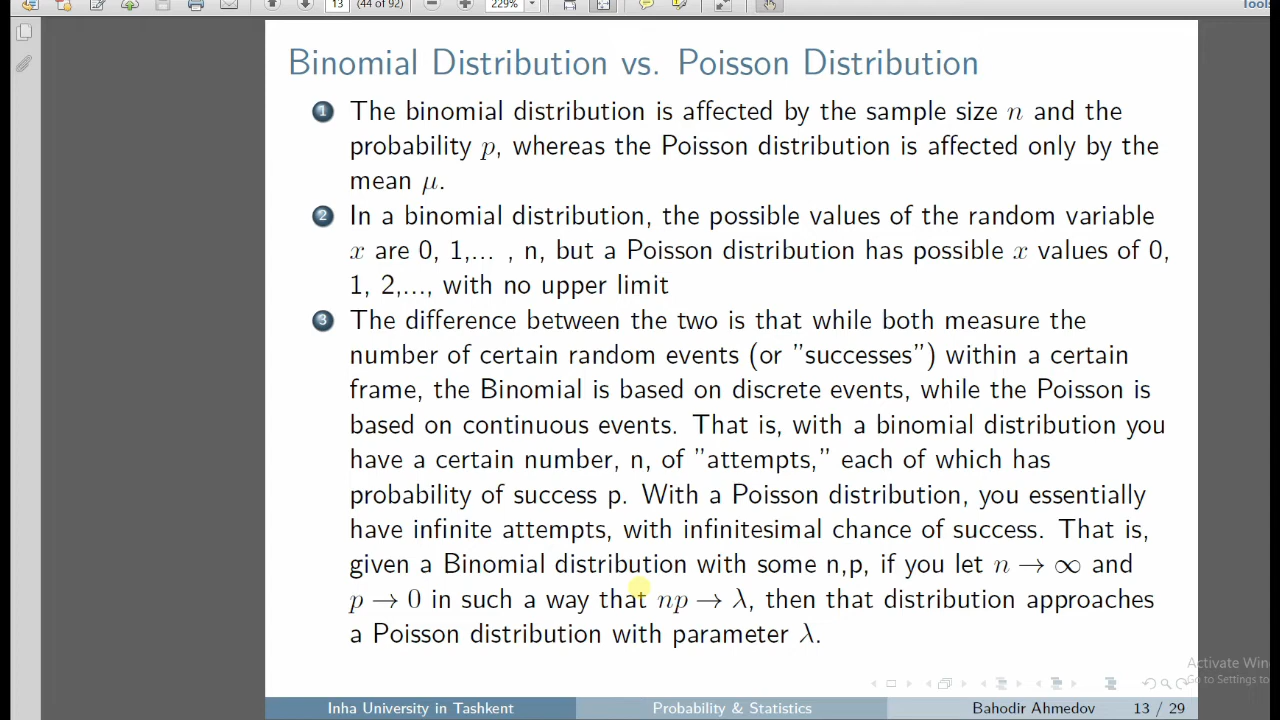 13
(44 of 92)
229%
Tools
Binomial Distribution vs. Poisson Distribution
1 The binomial distribution is affected by the sample size n and the
probability p, whereas the Poisson distribution is affected only by the
mean μ.
2 In a binomial distribution, the possible values of the random variable
x are 0, 1,... , n, but a Poisson distribution has possible x values of 0,
1, 2,..., with no upper limit
3 The difference between the two is that while both measure the
number of certain random events (or ”successes”) within a certain
frame, the Binomial is based on discrete events, while the Poisson is
based on continuous events. That is, with a binomial distribution you
have a certain number, n, of ”attempts,” each of which has
probability of success p. With a Poisson distribution, you essentially
have infinite attempts, with infinitesimal chance of success. That is,
given a Binomial distribution with some n,p, if you let n → ∞ and
p → 0 in such a way that np → λ, then that distribution approaches
a Poisson distribution with parameter λ.
Activate Win
Go to Settings to
Inha University in Tashkent
Probability & Statistics
Bahodir Ahmedov
13 / 29